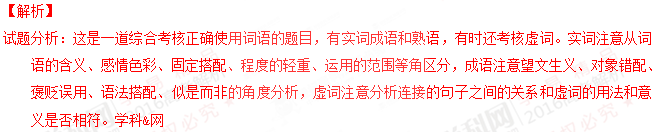 【解析】
试题分析：这是一道综合考核正确使用词语的题目，有实词成语和熟语，有时还考核虚词。实词注意从词
语的含义、感情色彩、固定搭配、程度的轻重、运用的范围等角区分，成语注意望文生义、对象错配、
褒贬误用、语法搭配、似是而非的角度分析，虚词注意分析连接的句子之间的关系和虚词的用法和意
义是否相符。学科&网